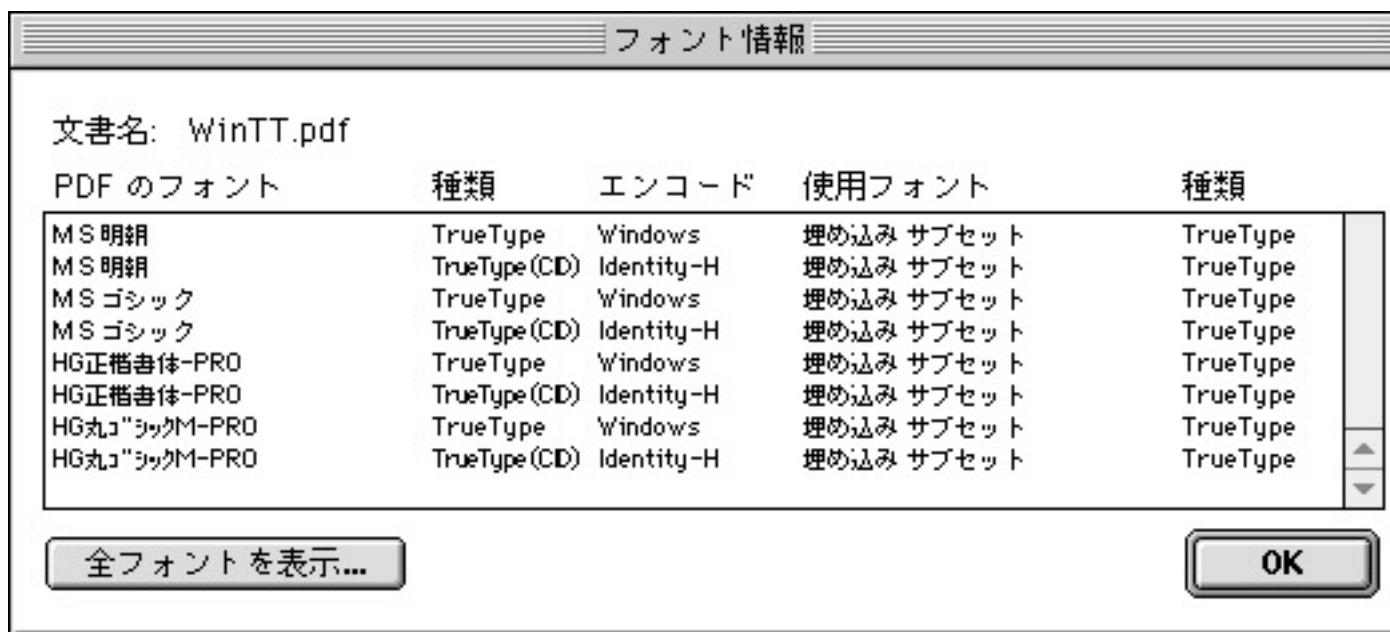 フォント情報
文書名: WinTT.pdf
PDF のフォント 種類 エンコード 使用フォント 種類
ＭＳ明朝 TrueType Windows 埋め込み サブセット TrueType
ＭＳ明朝 TrueType(CID) Identity-H 埋め込み サブセット TrueType
ＭＳゴシック TrueType Windows 埋め込み サブセット TrueType
ＭＳゴシック TrueType(CID) Identity-H 埋め込み サブセット TrueType
HG正楷書体-PRO TrueType Windows 埋め込み サブセット TrueType
HG正楷書体-PRO TrueType(CID) Identity-H 埋め込み サブセット TrueType
HG丸ｺﾞｼｯｸM-PRO TrueType Windows 埋め込み サブセット TrueType
HG丸ｺﾞｼｯｸM-PRO TrueType(CID) Identity-H 埋め込み サブセット TrueType
全フォントを表示...
OK